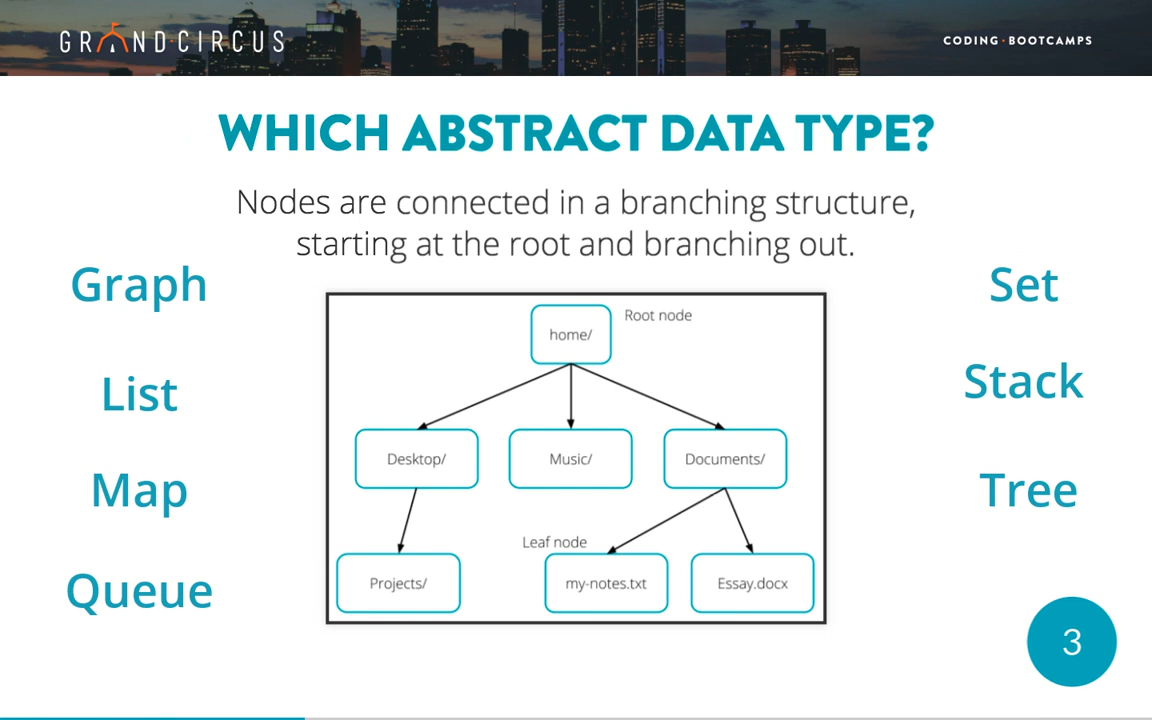 GRAND CIRCUS
CODING · BOOTCAMPS
WHICH ABSTRACT DATA TYPE?
Nodes are connected in a branching structure,
starting at the root and branching out.
Graph
List
Map
Queue
home/
Root node
Desktop/
Music/
Documents/
Leaf node
Projects/
my-notes.txt
Essay.docx
Set
Stack
Tree
3